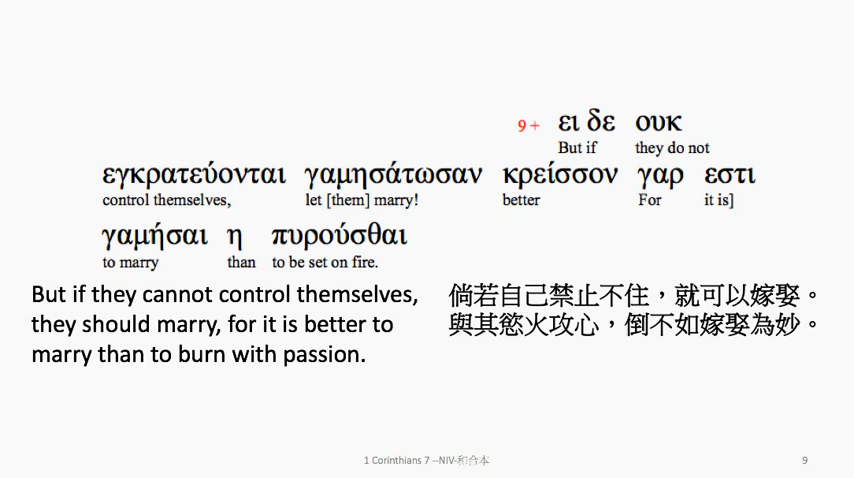 9 + ει δε ουκ
But if they do not
εγκρατεύονται γαμησάτωσαν κρείσσον γαρ εστι
control themselves, let [them] marry! better For it is]
γαμήσαι η πυρούσθαι
to marry than to be set on fire.
But if they cannot control themselves,
they should marry, for it is better to
marry than to burn with passion.
倘若自己禁止不住，就可以嫁娶。
與其慾火攻心，倒不如嫁娶為妙。
1 Corinthians 7 --NIV-和合本
9